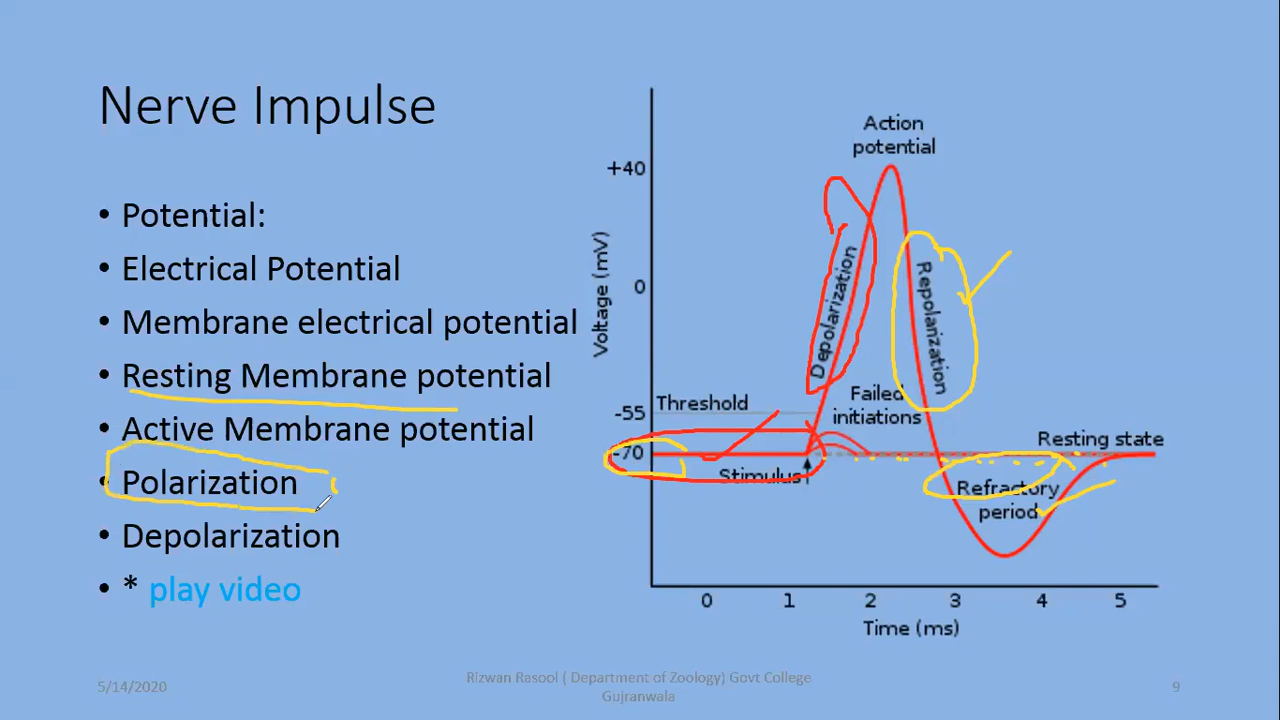 Nerve Impulse
• Potential:
• Electrical Potential
• Membrane electrical potential
• Resting Membrane potential
• Active Membrane potential
• Polarization
• Depolarization
• * play video
Action
potential
+40
0
-55
-70
Voltage (mV)
Depolarization
Repolarization
Threshold
Failed
initiations
Stimulus
Resting state
Refractory
period
0 1 2 3 4 5
Time (ms)
5/14/2020
Rizwan Rasool ( Department of Zoology) Govt College
Gujranwala
9